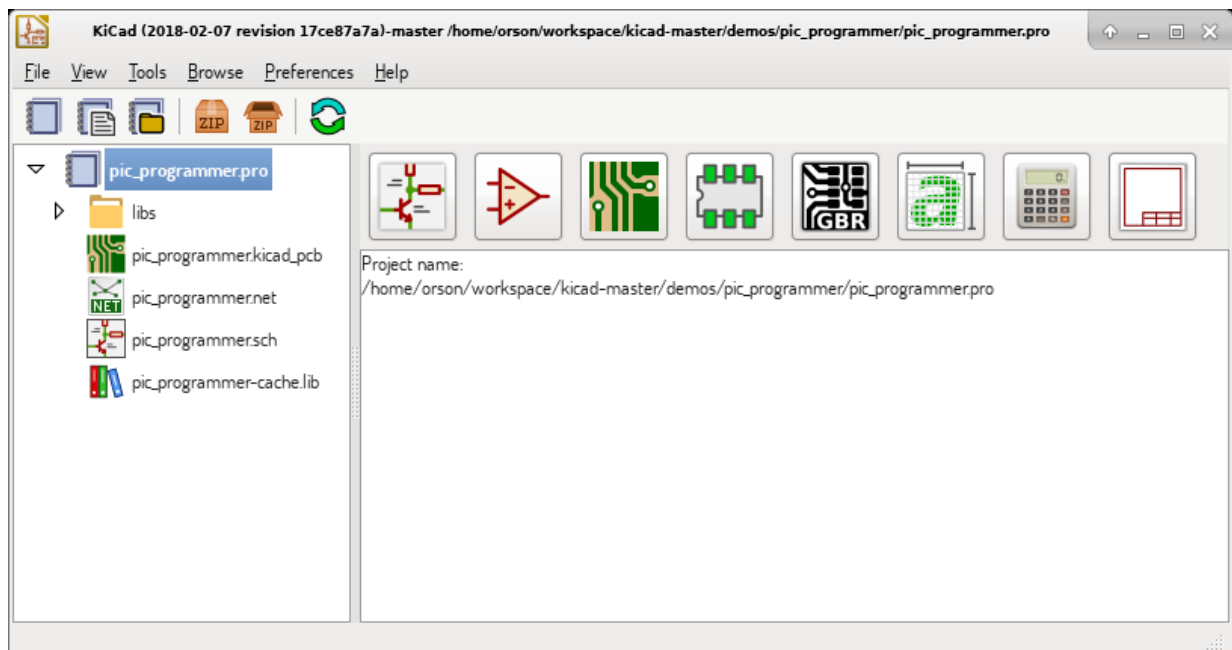 KiCad (2018-02-07 revision 17ce87a7a)-master /home/orson/workspace/kicad-master/demos/pic_programmer/pic_programmer.pro
File View Tools Browse Preferences Help
ZIP ZIP
pic_programmer.pro
libs
pic_programmer.kicad_pcb
NET pic_programmer.net
pic_programmer.sch
pic_programmer-cache.lib
GBR a 0.
Project name:
/home/orson/workspace/kicad-master/demos/pic_programmer/pic_programmer.pro